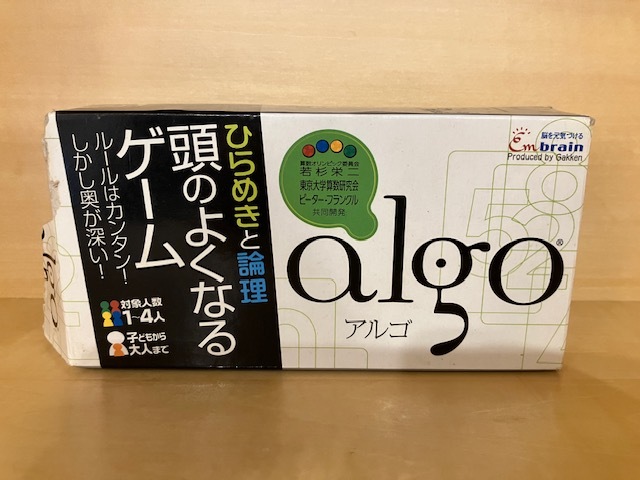 ひらめきと論理
頭のよくなる
ゲーム
ルールはカンタン!
しかし奥が深い!
対象人数
1~4人
子どもから
大人まで
算数オリンピック委員会
若杉栄二
東京大学算数研究会
ピーター・フランクル
共同開発
algo®
アルゴ
脳を元気づける
Em brain
Produced by Gakken
algo